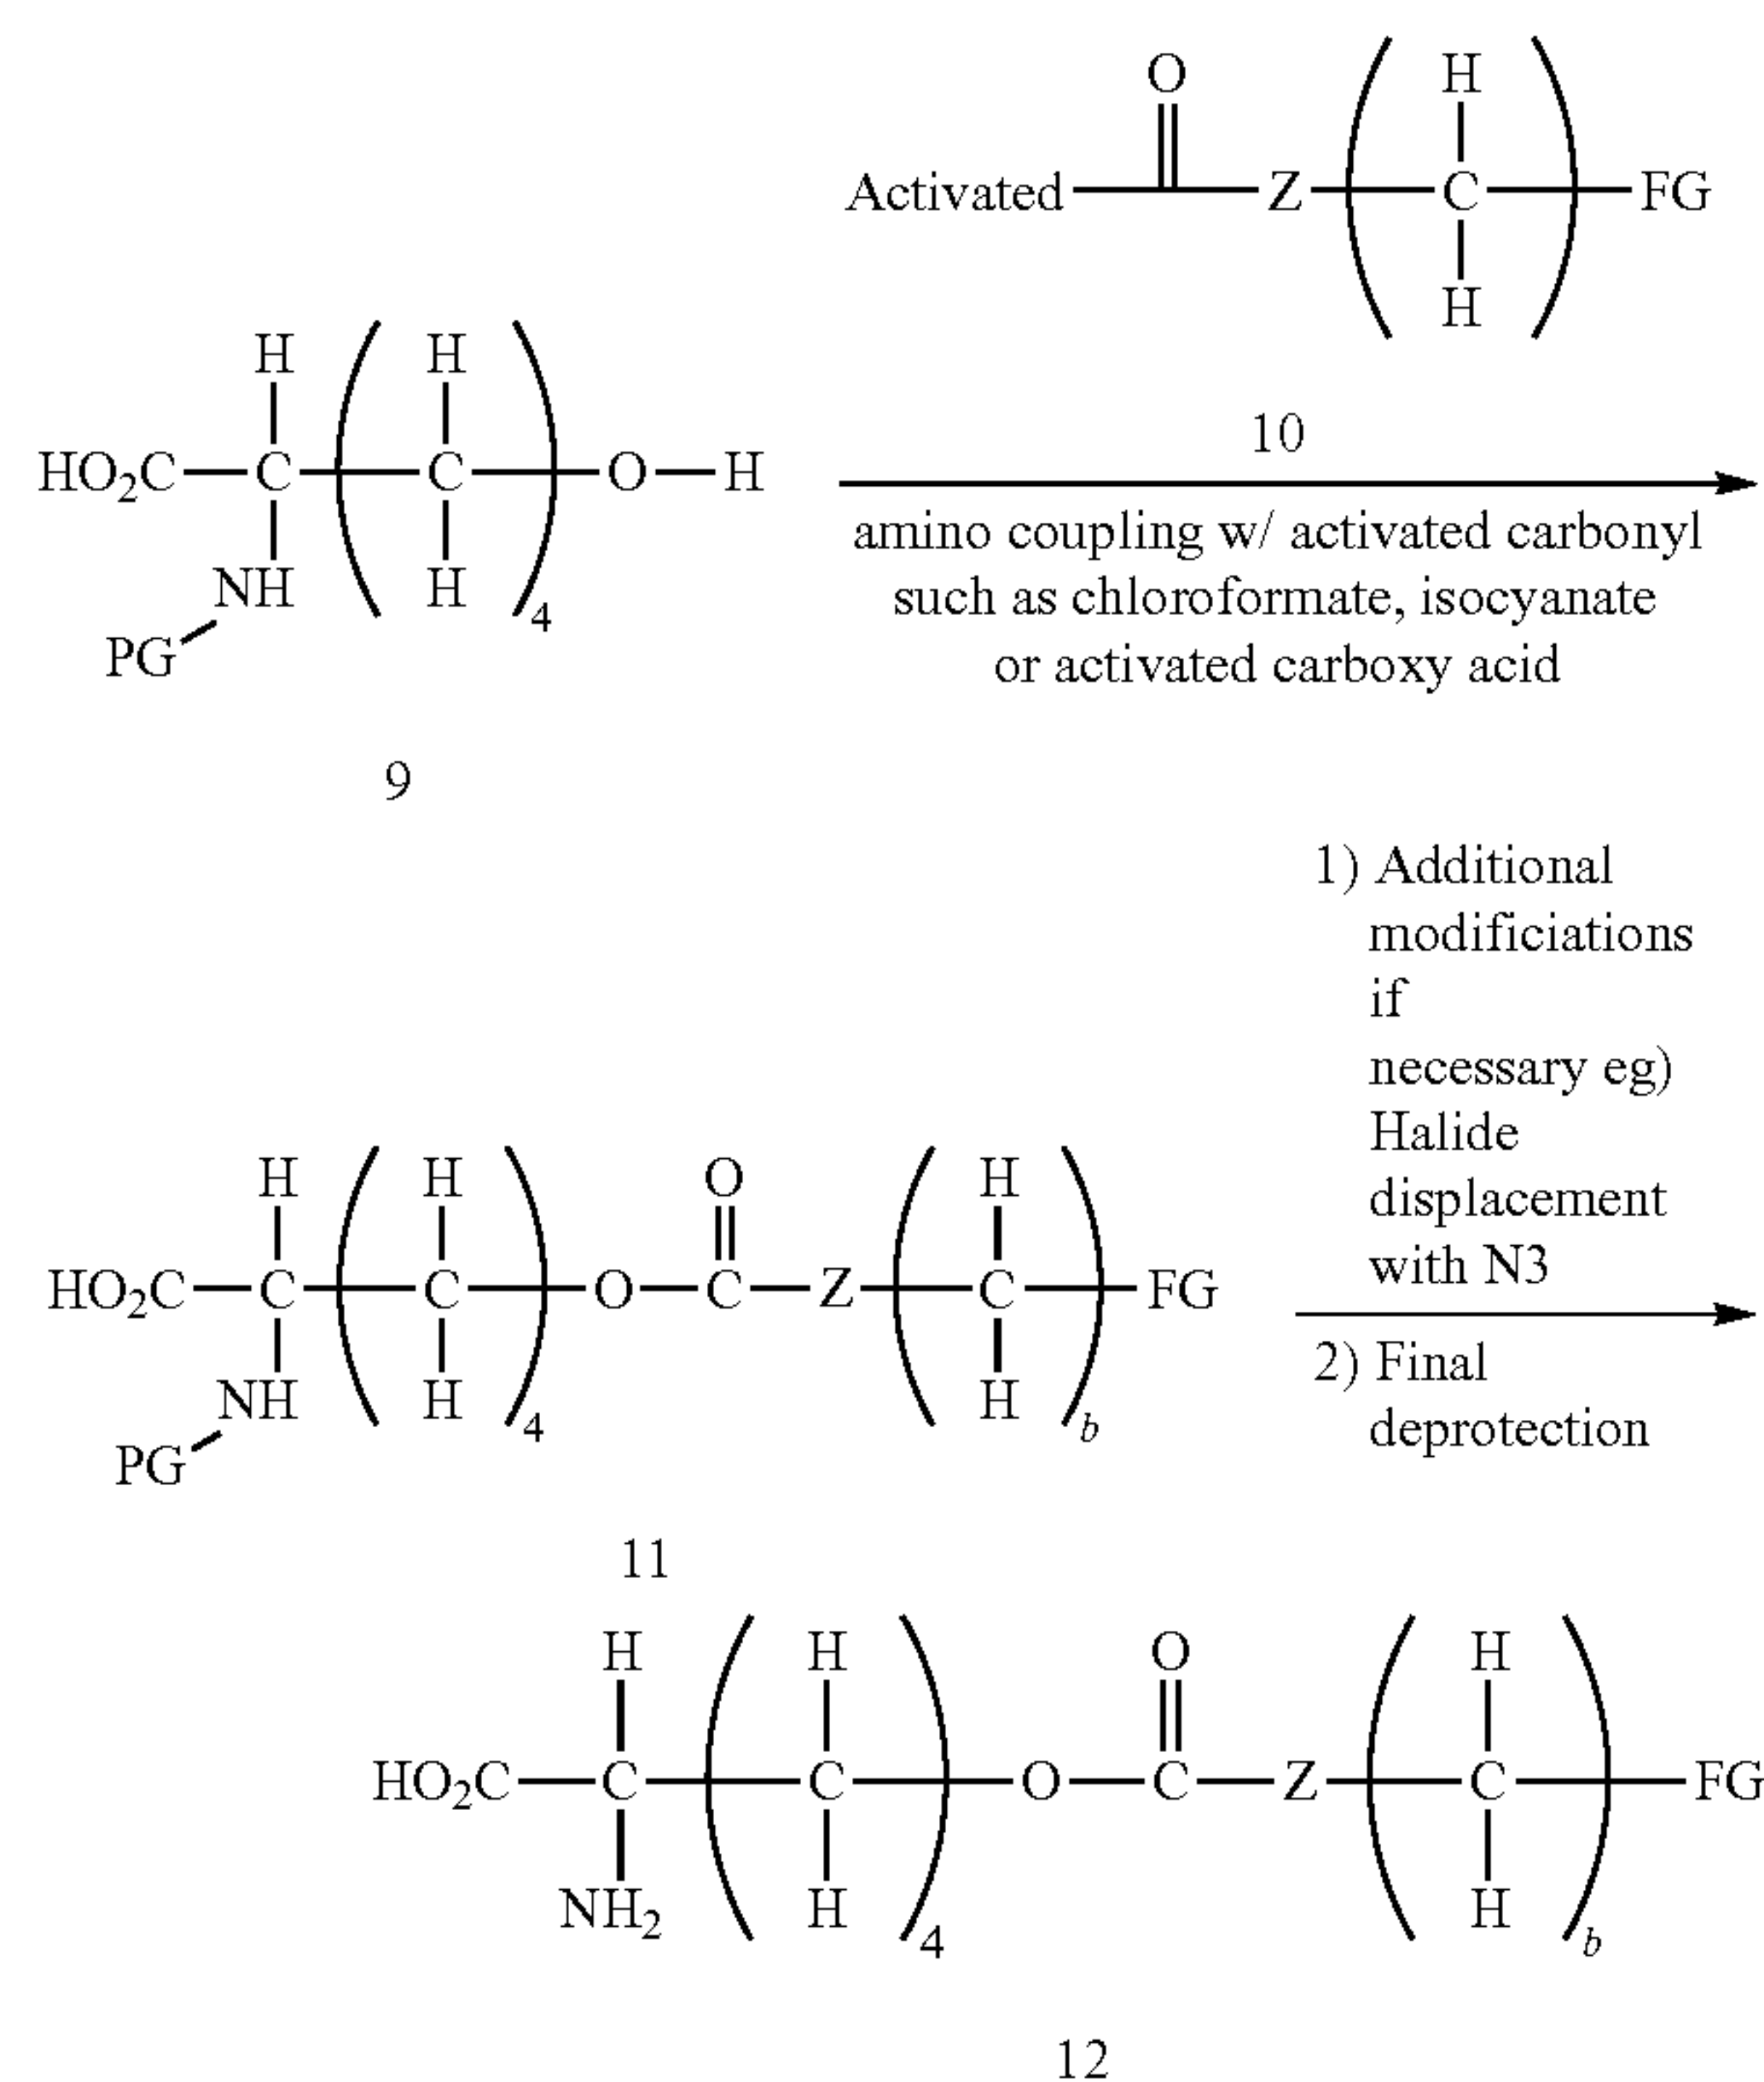 O H
Activated Z C FG
H
H H 10
HO₂C C C O H
NH H
PG 4
amino coupling w/ activated carbonyl
such as chloroformate, isocyanate
or activated carboxy acid
9
1) Additional
modificiations
if
necessary eg)
Halide
displacement
with N3
2) Final
deprotection
H H O H
HO₂C C C O C Z C FG
NH H H
PG 4 b
11
H H O H
HO₂C C C O C Z C FG
NH₂ H H
4 b
12